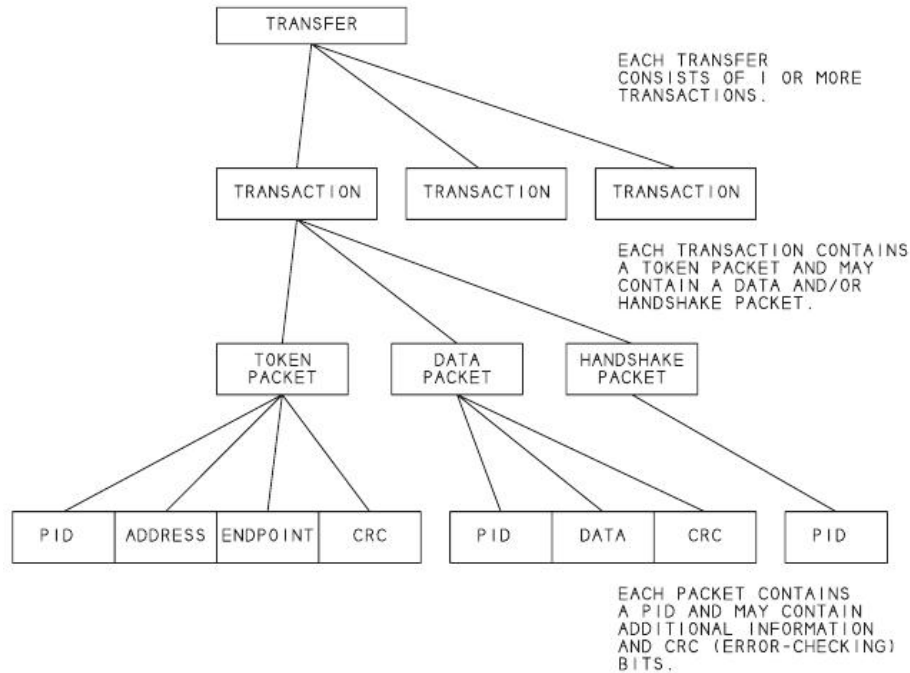 TRANSFER
EACH TRANSFER
CONSISTS OF 1 OR MORE
TRANSACTIONS.
TRANSACTION
TRANSACTION
TRANSACTION
EACH TRANSACTION CONTAINS
A TOKEN PACKET AND MAY
CONTAIN A DATA AND/OR
HANDSHAKE PACKET.
TOKEN
PACKET
DATA
PACKET
HANDSHAKE
PACKET
PID
ADDRESS
ENDPOINT
CRC
PID
DATA
CRC
PID
EACH PACKET CONTAINS
A PID AND MAY CONTAIN
ADDITIONAL INFORMATION
AND CRC (ERROR-CHECKING)
BITS.